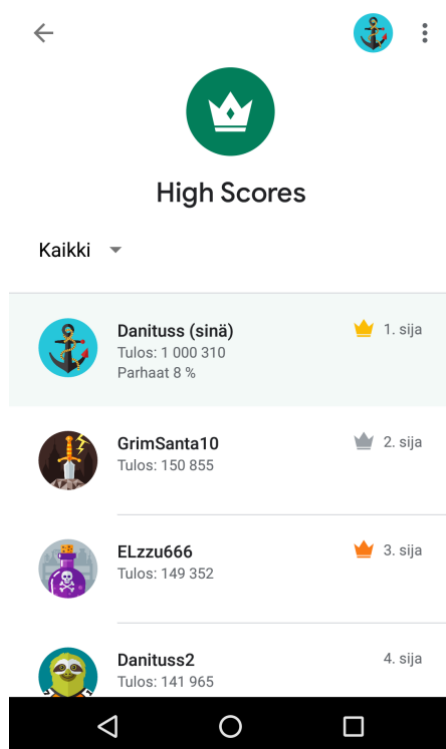 High Scores
Kaikki
Danituss (sinä)
1. sija
Tulos: 1 000 310
Parhaat 8 %
GrimSanta10
2. sija
Tulos: 150 855
ELzzu666
3. sija
Tulos: 149 352
Danituss2
4. sija
Tulos: 141 965